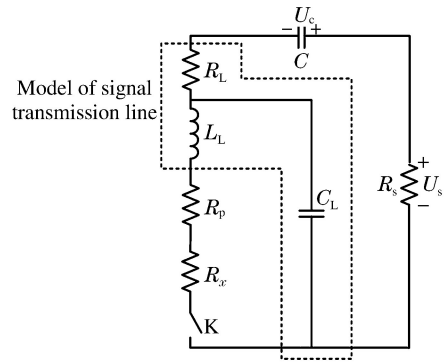 − U_c +
C
Model of signal
transmission line
R_L
L_L
R_s
+
U_s
−
R_p
C_L
R_x
K